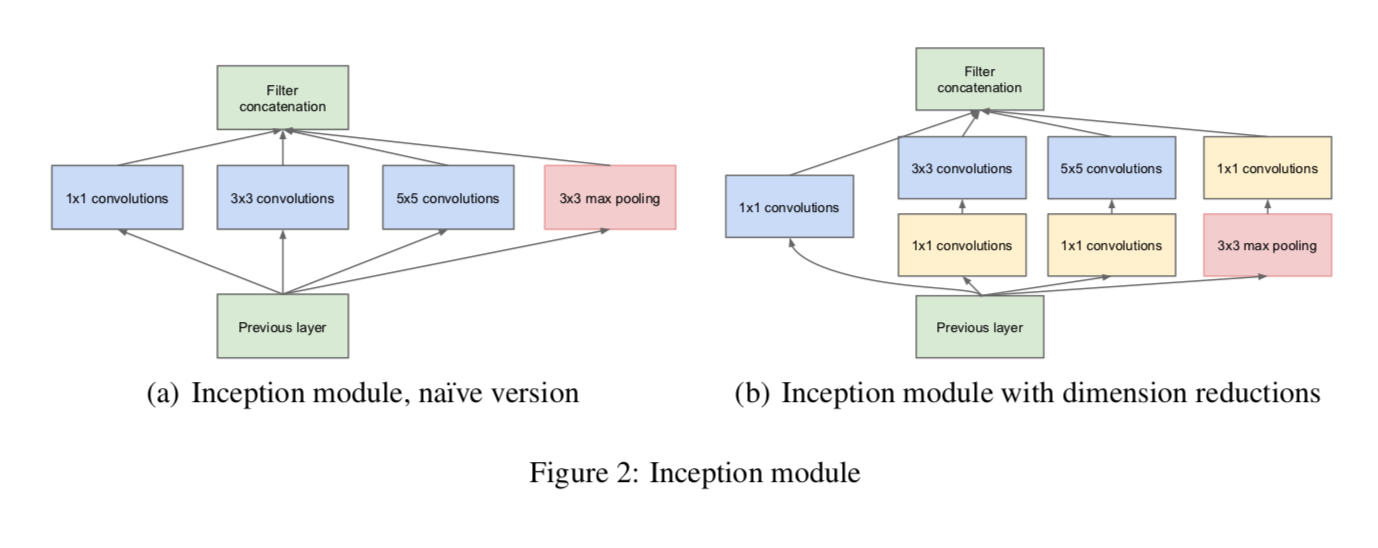 Filter
concatenation
1x1 convolutions
3x3 convolutions
5x5 convolutions
3x3 max pooling
Previous layer
(a) Inception module, naïve version
Filter
concatenation
3x3 convolutions
5x5 convolutions
1x1 convolutions
1x1 convolutions
1x1 convolutions
1x1 convolutions
3x3 max pooling
Previous layer
(b) Inception module with dimension reductions
Figure 2: Inception module